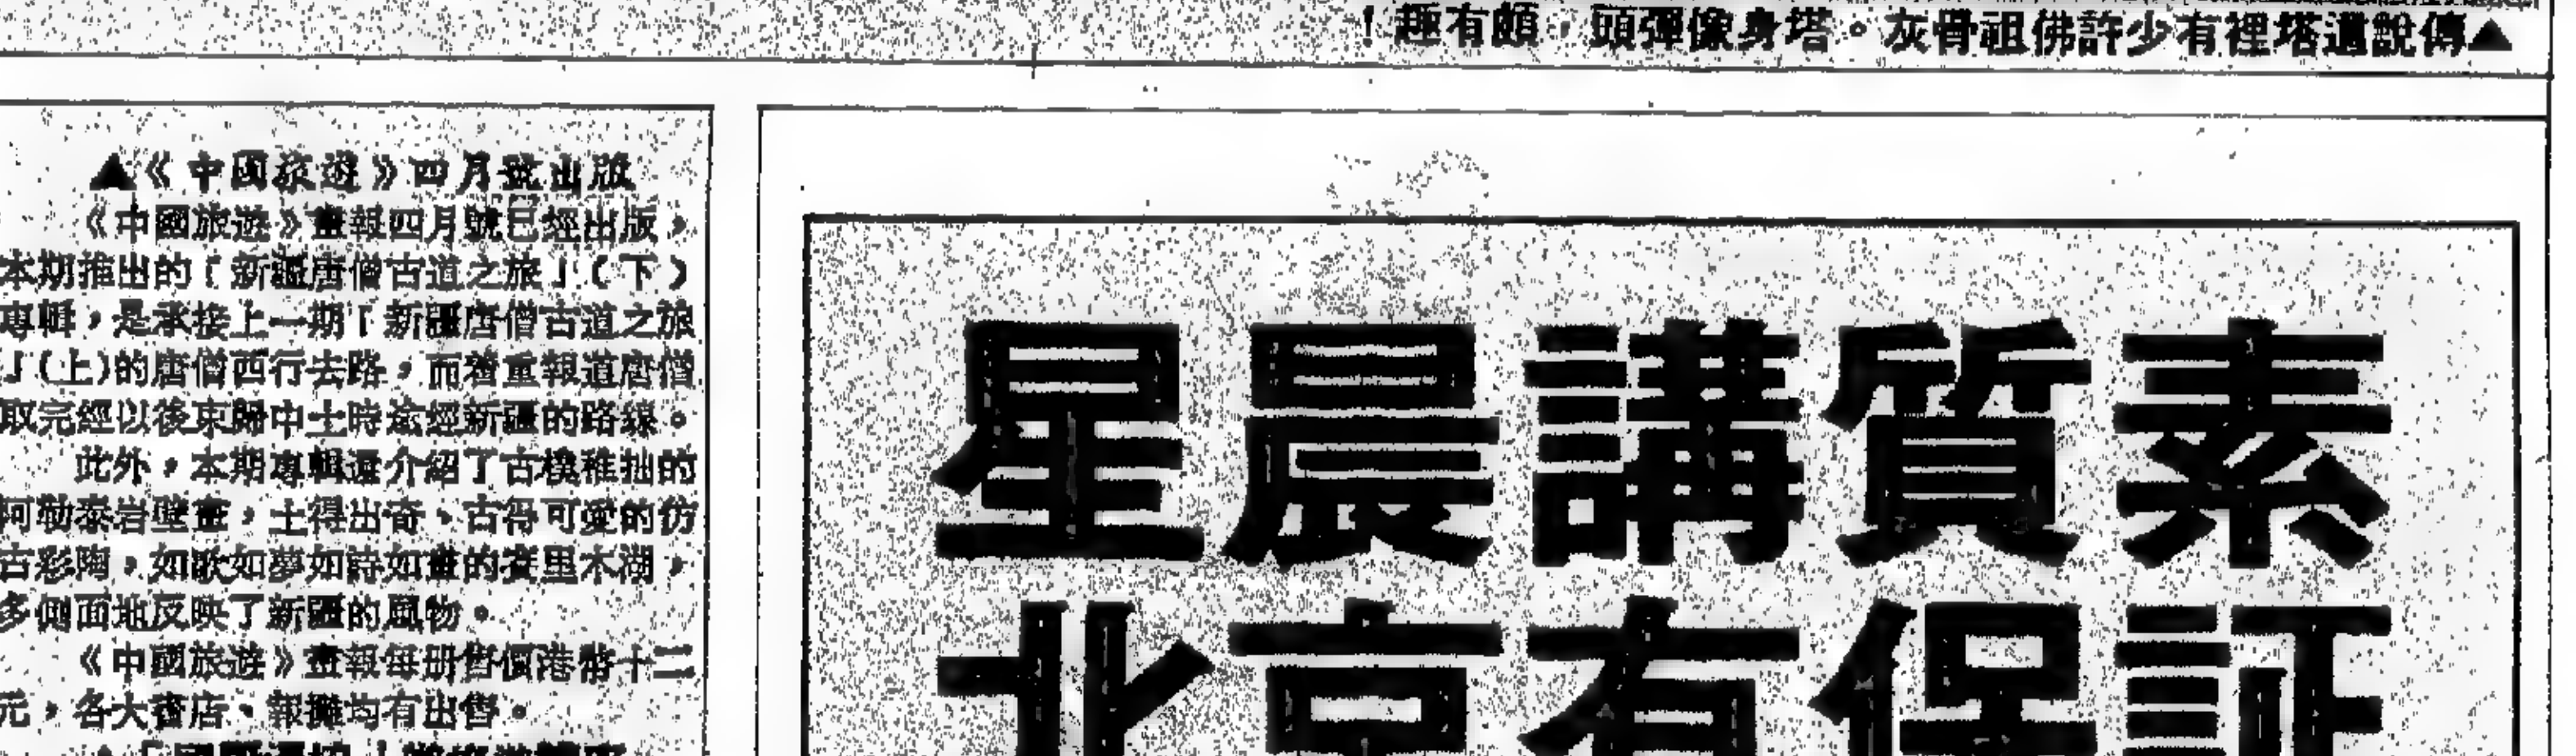 ▲傳說這塔裡有少許佛祖骨灰。塔身像彈頭，頗有趣！
▲《中國旅遊》四月號出版
《中國旅遊》畫報四月號已經出版，
本期推出的「新疆唐僧古道之旅」（下）
專輯，是承接上一期「新疆唐僧古道之旅
」（上）的唐僧西行去路，而着重報道唐僧
取完經以後東歸中土時途經新疆的路線。
此外，本期專輯還介紹了古樸稚拙的
阿勒泰岩壁畫，土得出奇、古得可愛的仿
古彩陶，如歌如夢如詩如畫的賽里木湖，
多側面地反映了新疆的風物。
《中國旅遊》畫報每册售價港幣十二
元，各大書店、報攤均有出售。
星晨講質素
北京有保証